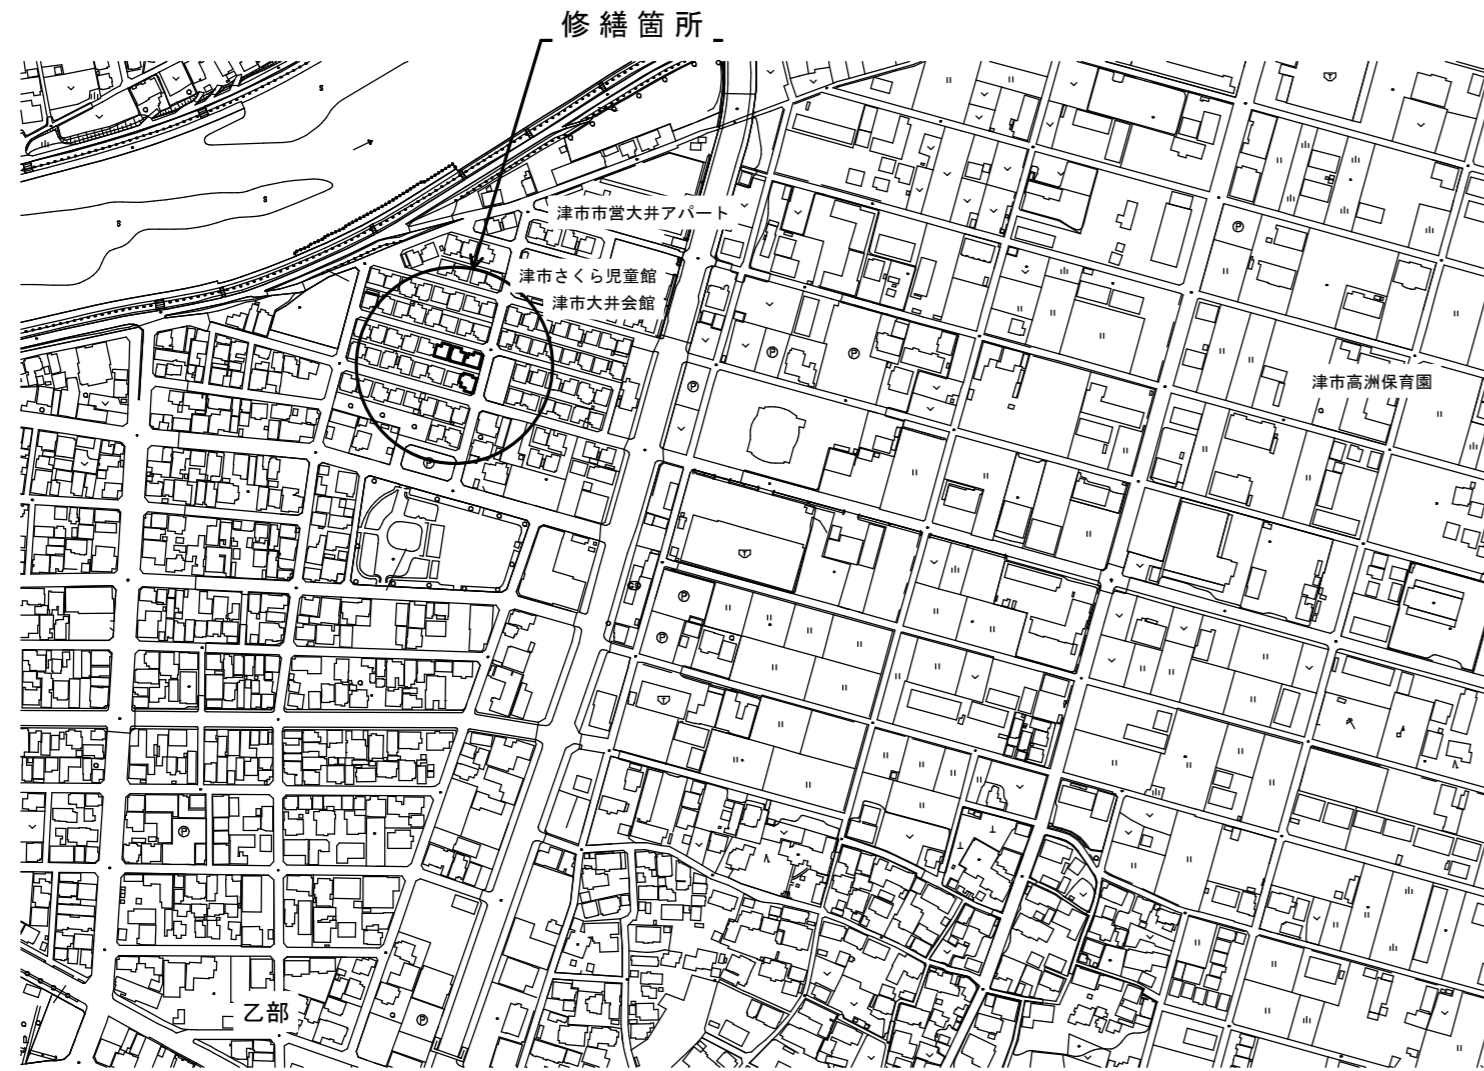 修繕箇所
津市市営大井アパート
津市さくら児童館
津市大井会館
津市高洲保育園
乙部